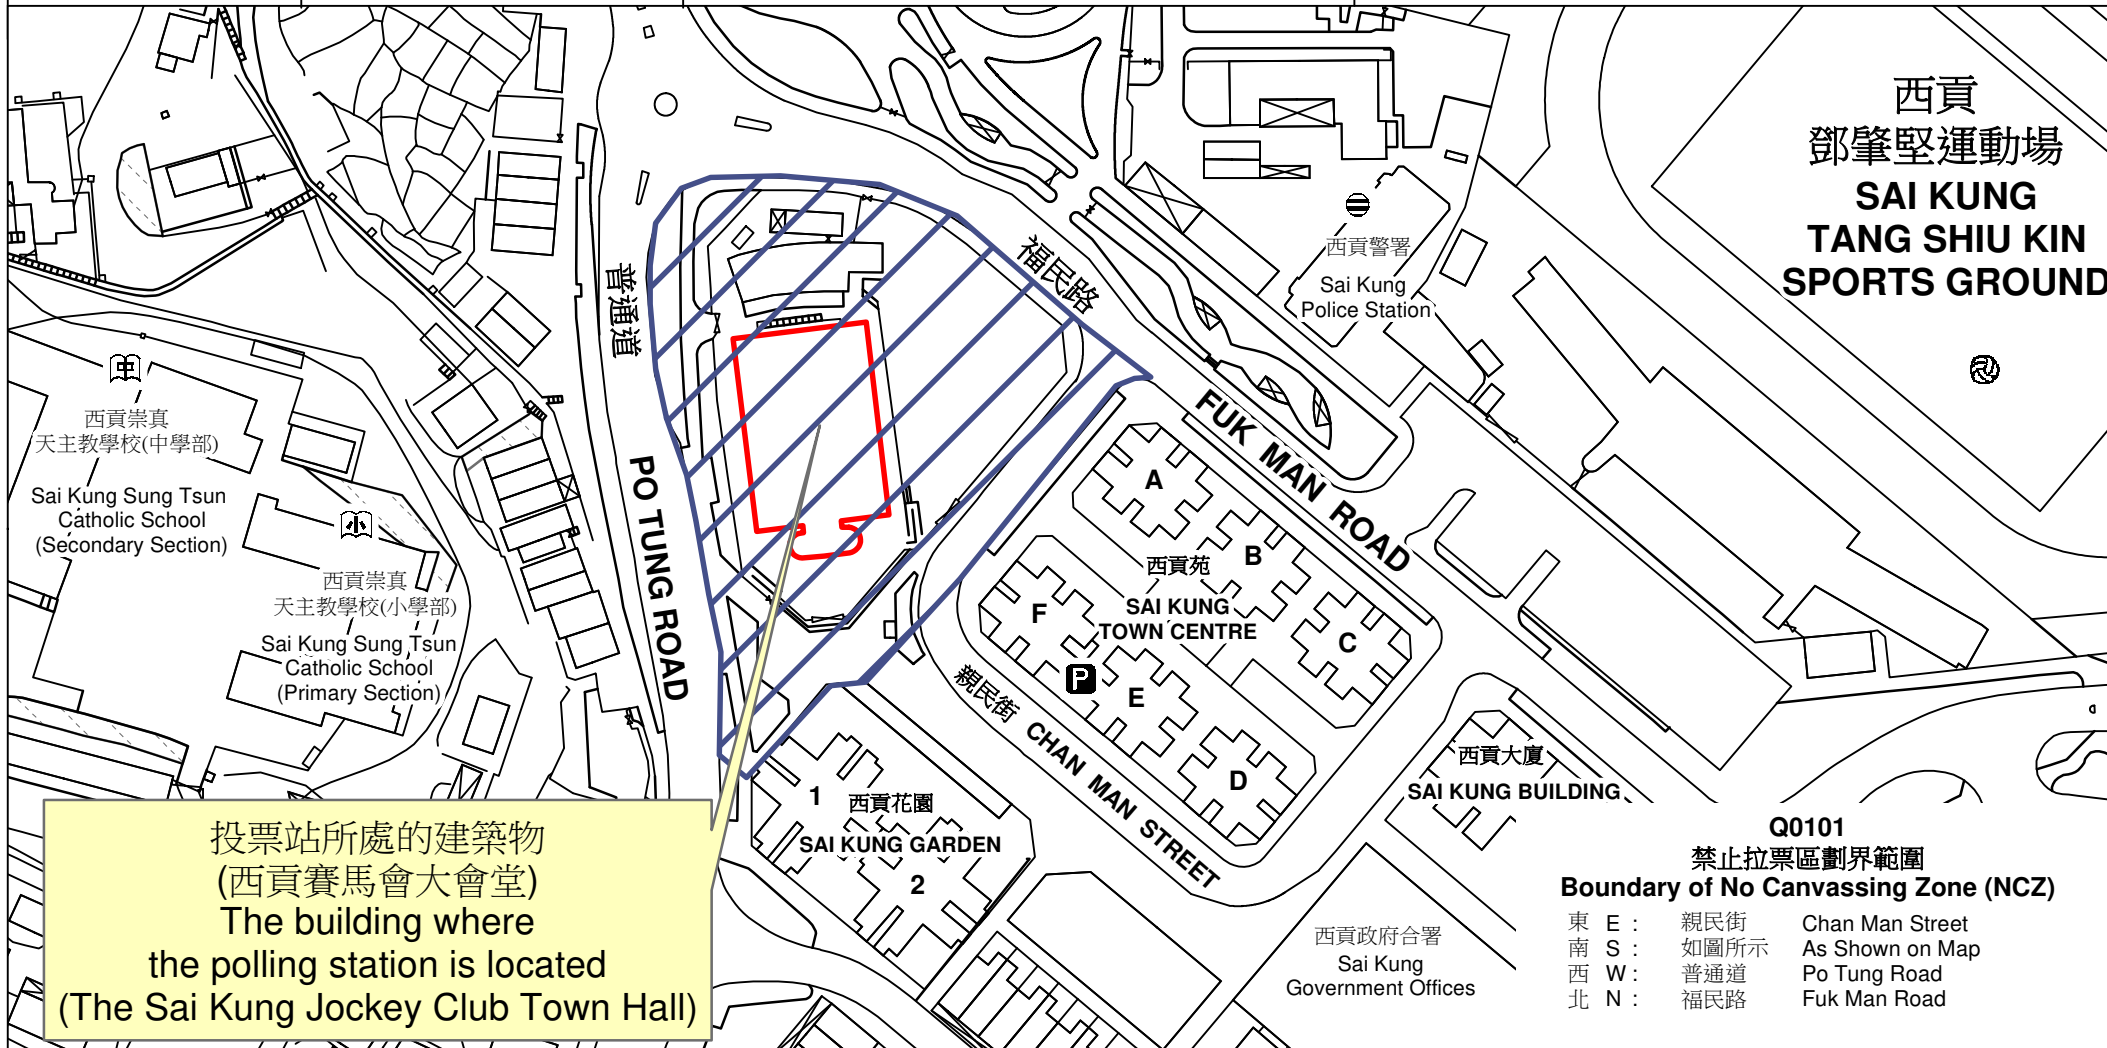 西貢
鄧肇堅運動場
SAI KUNG
TANG SHIU KIN
SPORTS GROUND
西貢警署
Sai Kung
Police Station
福民路
FUK MAN ROAD
普通道
PO TUNG ROAD
中
西貢崇真
天主教學校(中學部)
Sai Kung Sung Tsun
Catholic School
(Secondary Section)
小
西貢崇真
天主教學校(小學部)
Sai Kung Sung Tsun
Catholic School
(Primary Section)
A
B
C
D
E
F
西貢苑
SAI KUNG
TOWN CENTRE
P
親民街 CHAN MAN STREET
西貢大廈
SAI KUNG BUILDING
1
西貢花園
SAI KUNG GARDEN
2
西貢政府合署
Sai Kung
Government Offices
投票站所處的建築物
(西貢賽馬會大會堂)
The building where
the polling station is located
(The Sai Kung Jockey Club Town Hall)
Q0101
禁止拉票區劃界範圍
Boundary of No Canvassing Zone (NCZ)
東 E : 親民街 Chan Man Street
南 S : 如圖所示 As Shown on Map
西 W : 普通道 Po Tung Road
北 N : 福民路 Fuk Man Road